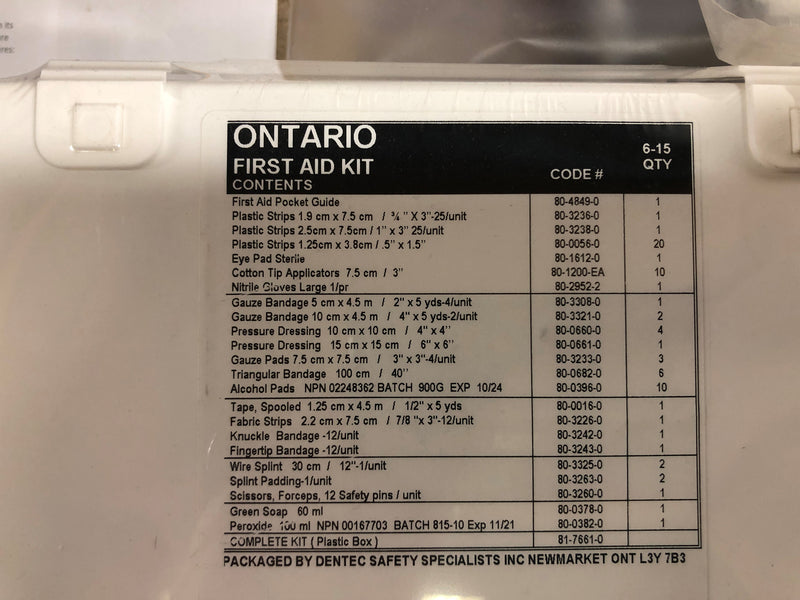 its
re
res:
ONTARIO
FIRST AID KIT
CONTENTS CODE # 6-15 QTY
First Aid Pocket Guide 80-4849-0 1
Plastic Strips 1.9 cm x 7.5 cm / ¾ " X 3"-25/unit 80-3236-0 1
Plastic Strips 2.5cm x 7.5cm / 1" x 3" 25/unit 80-3238-0 1
Plastic Strips 1.25cm x 3.8cm / .5" x 1.5" 80-0056-0 20
Eye Pad Sterile 80-1612-0 1
Cotton Tip Applicators 7.5 cm / 3" 80-1200-EA 10
Nitrile Gloves Large 1/pr 80-2952-2 1
Gauze Bandage 5 cm x 4.5 m / 2" x 5 yds-4/unit 80-3308-0 1
Gauze Bandage 10 cm x 4.5 m / 4" x 5 yds-2/unit 80-3321-0 2
Pressure Dressing 10 cm x 10 cm / 4" x 4" 80-0660-0 4
Pressure Dressing 15 cm x 15 cm / 6" x 6" 80-0661-0 1
Gauze Pads 7.5 cm x 7.5 cm / 3" x 3"-4/unit 80-3233-0 3
Triangular Bandage 100 cm / 40" 80-0682-0 6
Alcohol Pads NPN 02248362 BATCH 900G EXP 10/24 80-0396-0 10
Tape, Spooled 1.25 cm x 4.5 m / 1/2" x 5 yds 80-0016-0 1
Fabric Strips 2.2 cm x 7.5 cm / 7/8 "x 3"-12/unit 80-3226-0 1
Knuckle Bandage -12/unit 80-3242-0 1
Fingertip Bandage -12/unit 80-3243-0 1
Wire Splint 30 cm / 12"-1/unit 80-3325-0 2
Splint Padding-1/unit 80-3263-0 2
Scissors, Forceps, 12 Safety pins / unit 80-3260-0 1
Green Soap 60 ml 80-0378-0 1
Peroxide 100 ml NPN 00167703 BATCH 815-10 Exp 11/21 80-0382-0 1
COMPLETE KIT ( Plastic Box ) 81-7661-0
PACKAGED BY DENTEC SAFETY SPECIALISTS INC NEWMARKET ONT L3Y 7B3